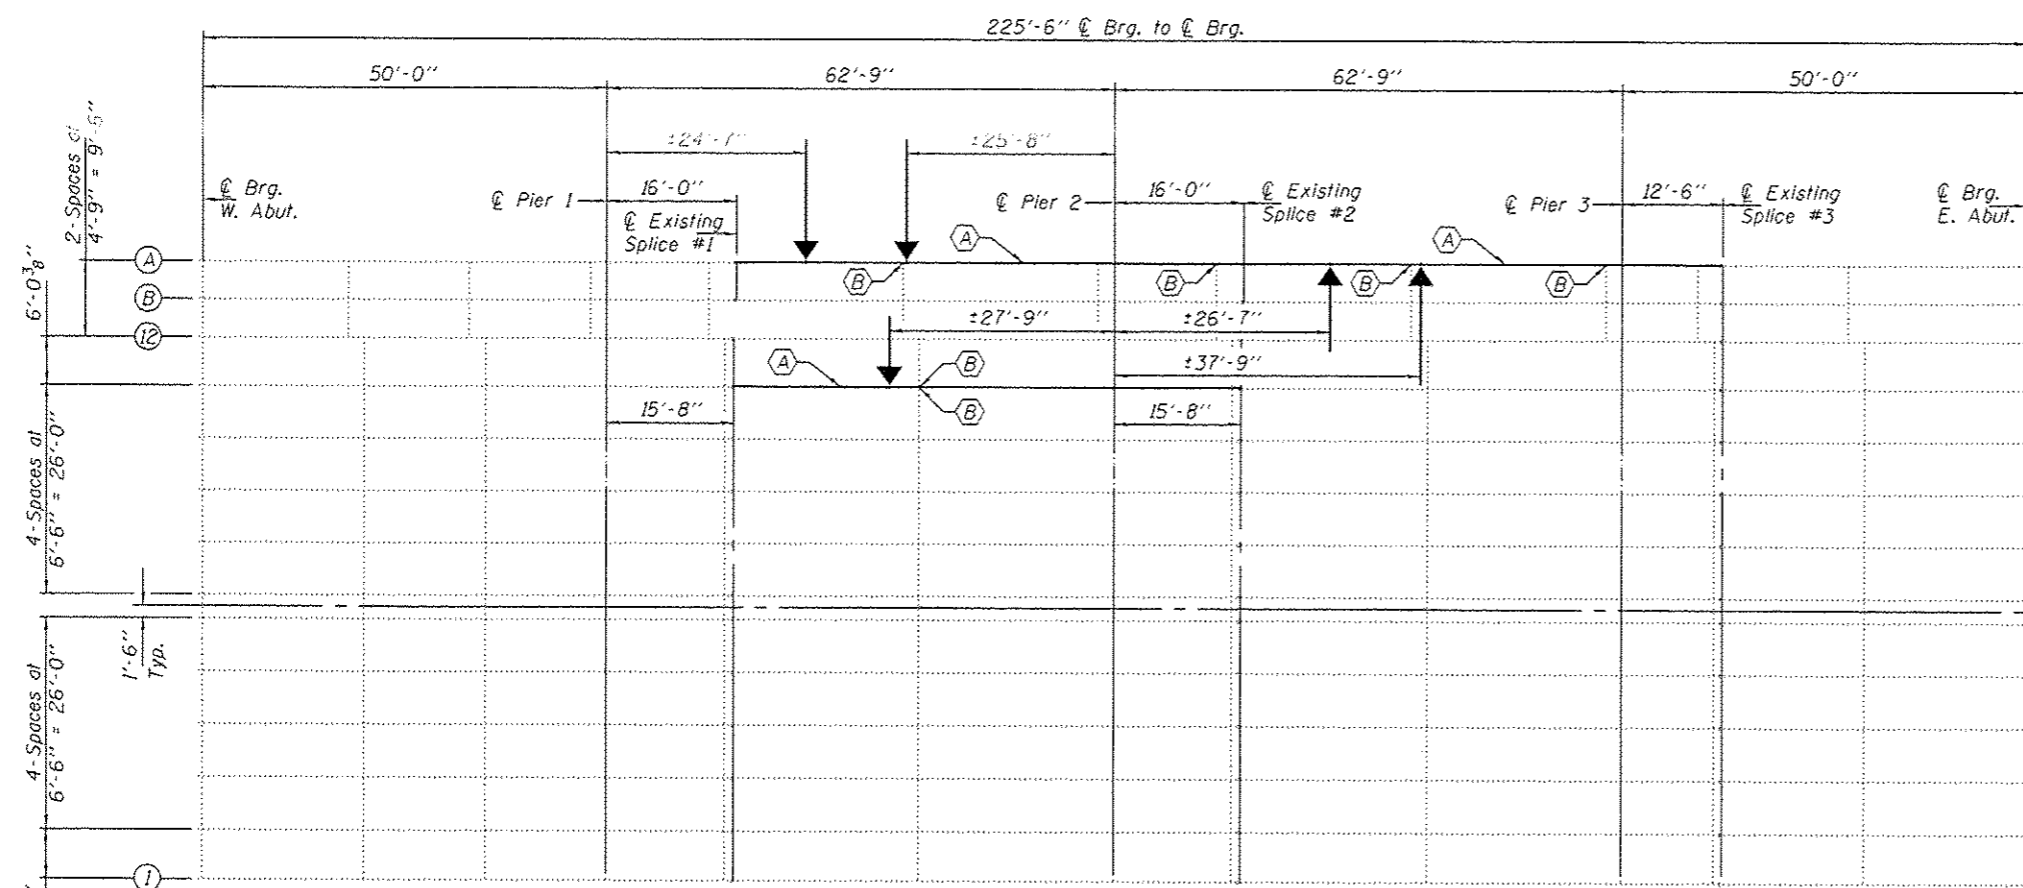 225'-6" ℄ Brg. to ℄ Brg.
50'-0"
62'-9"
62'-9"
50'-0"
±24'-7"
±25'-8"
2-Spaces at
4'-9" = 9'-6"
℄ Brg.
W. Abut.
℄ Pier 1
16'-0"
℄ Existing
Splice #1
℄ Pier 2
16'-0"
℄ Existing
Splice #2
℄ Pier 3
12'-6"
℄ Existing
Splice #3
℄ Brg.
E. Abut.
A
A
A
B
B
B
B
B
6'-0⅜"
12
±27'-9"
±26'-7"
±37'-9"
A
B
B
15'-8"
15'-8"
4-Spaces at
6'-6" = 26'-0"
1'-6"
Typ.
4-Spaces at
6'-6" = 26'-0"
1